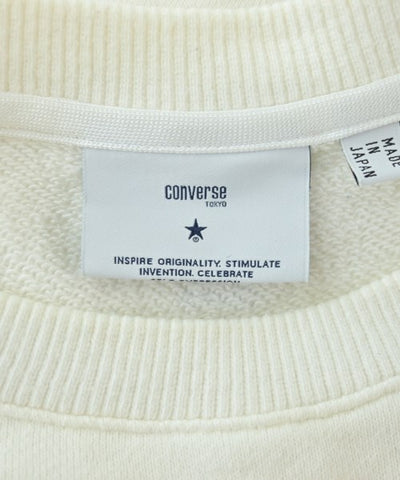 CONVERSE
TOKYO
INSPIRE ORIGINALITY. STIMULATE
INVENTION. CELEBRATE
MADE
IN
JAPAN